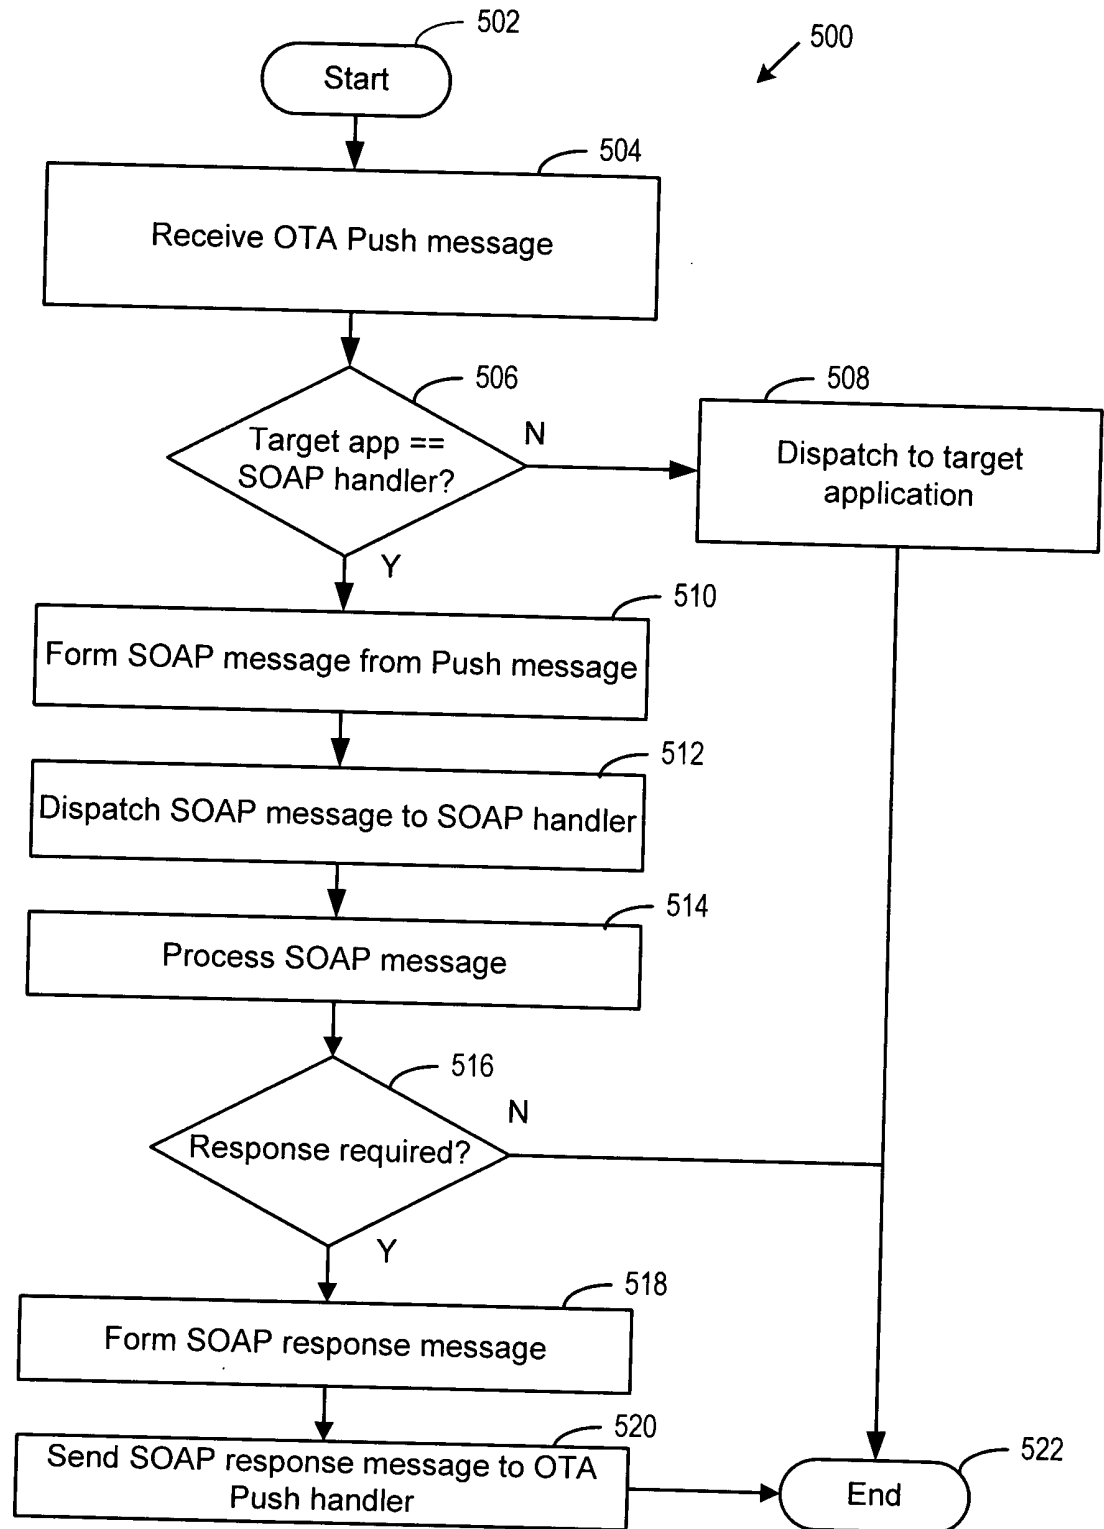 502
500
Start
504
Receive OTA Push message
506
508
Target app ==
SOAP handler?
N
Dispatch to target
application
Y
510
Form SOAP message from Push message
512
Dispatch SOAP message to SOAP handler
514
Process SOAP message
516
N
Response required?
Y
518
Form SOAP response message
520
Send SOAP response message to OTA
Push handler
522
End